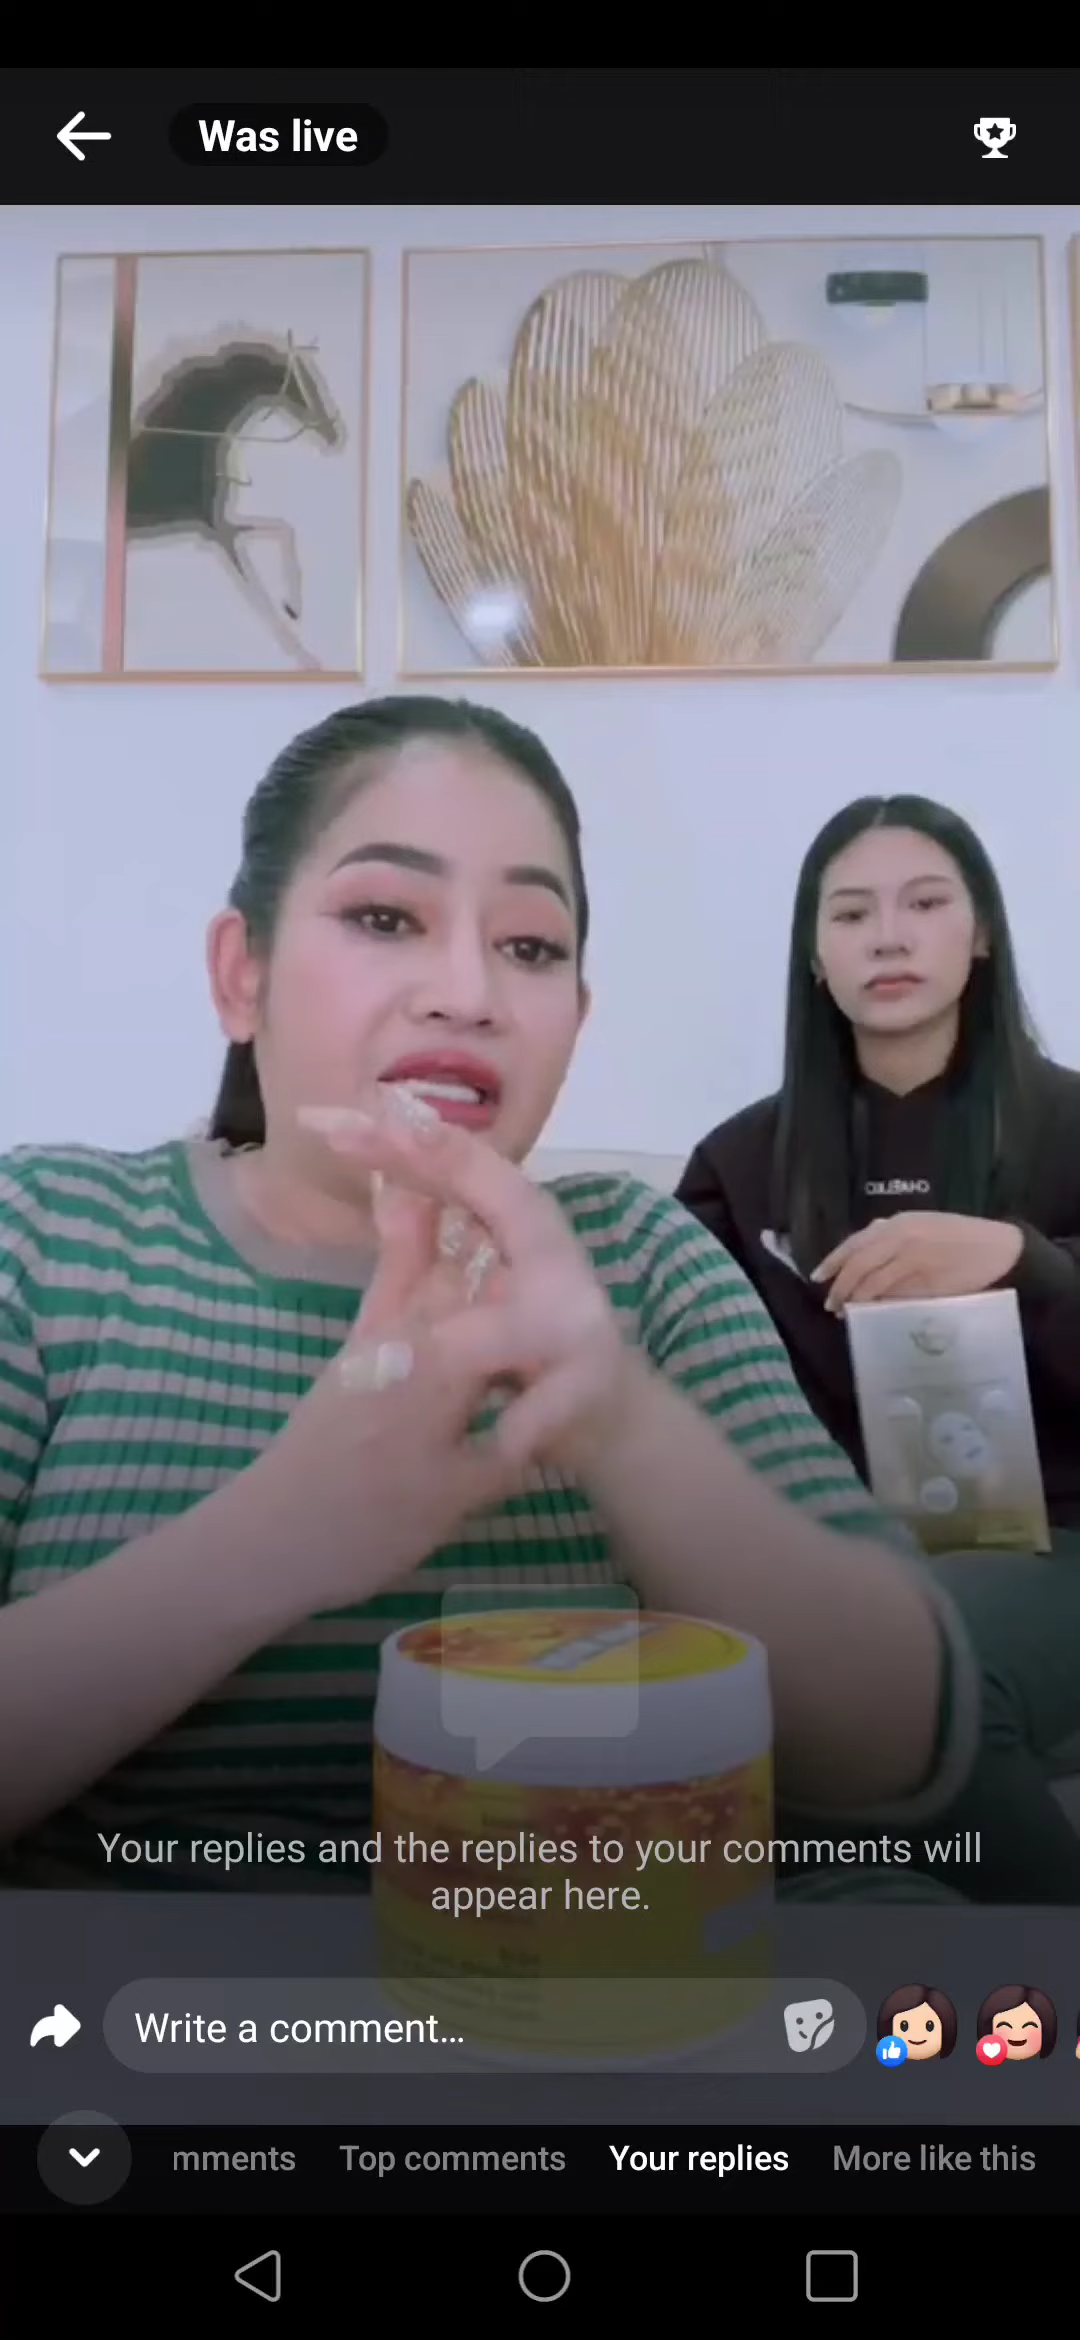 Was live
Your replies and the replies to your comments will
appear here.
Write a comment...
mments
Top comments
Your replies
More like this